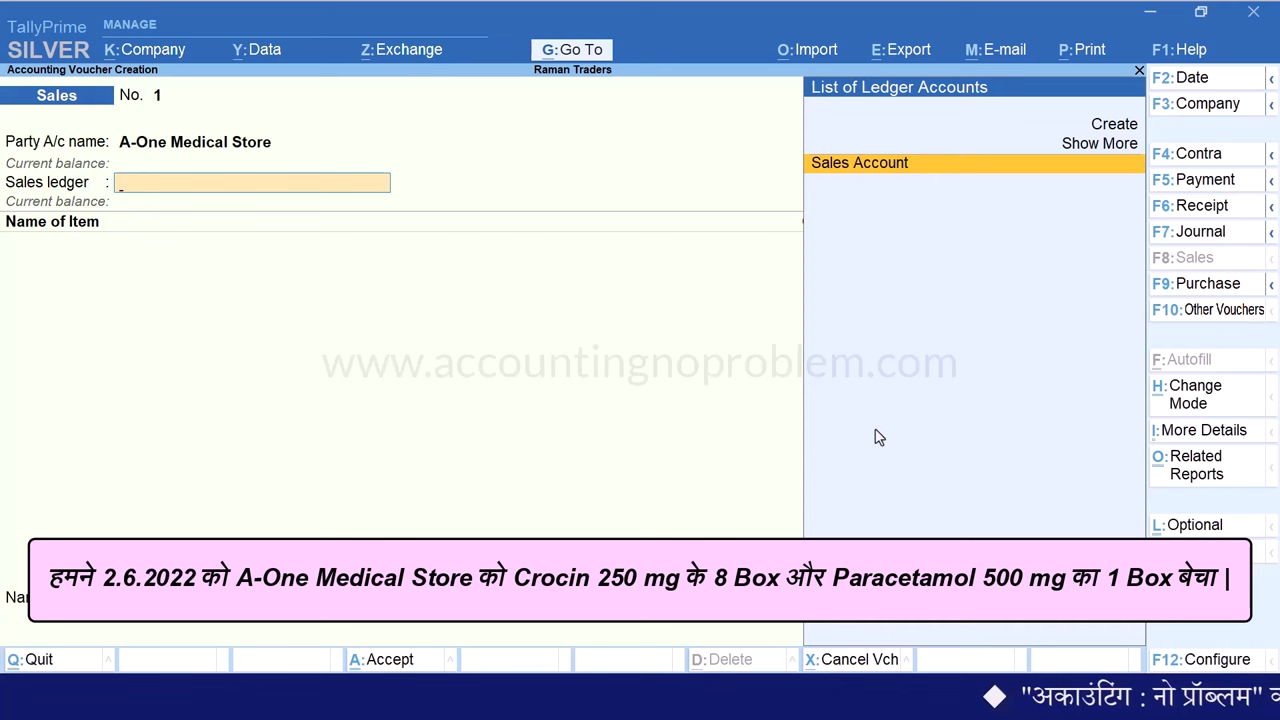 TallyPrime MANAGE
SILVER K:Company Y:Data Z:Exchange G:Go To O:Import E:Export M:E-mail P:Print F1:Help
Accounting Voucher Creation Raman Traders
Sales No. 1
Party A/c name: A-One Medical Store
Current balance:
Sales ledger :
Current balance:
Name of Item
List of Ledger Accounts
Create
Show More
Sales Account
F2:Date
F3:Company
F4:Contra
F5:Payment
F6:Receipt
F7:Journal
F8:Sales
F9:Purchase
F10:Other Vouchers
F:Autofill
H:Change
Mode
I:More Details
O:Related
Reports
L:Optional
www.accountingnoproblem.com
हमने 2.6.2022 को A-One Medical Store को Crocin 250 mg के 8 Box और Paracetamol 500 mg का 1 Box बेचा |
Q:Quit A:Accept D:Delete X:Cancel Vch F12:Configure
◆ "अकाउंटिंग : नो प्रॉब्लम"